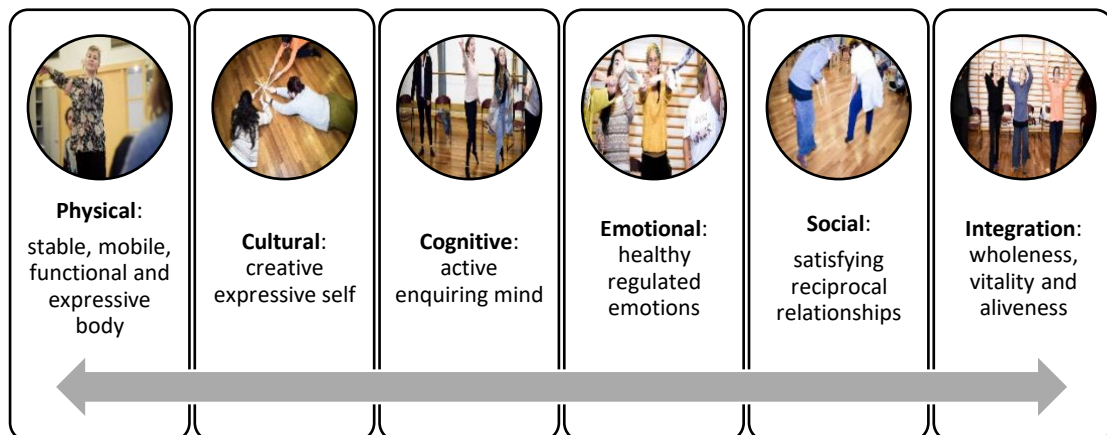 Physical:
stable, mobile,
functional and
expressive
body
Cultural:
creative
expressive self
Cognitive:
active
enquiring mind
Emotional:
healthy
regulated
emotions
Social:
satisfying
reciprocal
relationships
Integration:
wholeness,
vitality and
aliveness